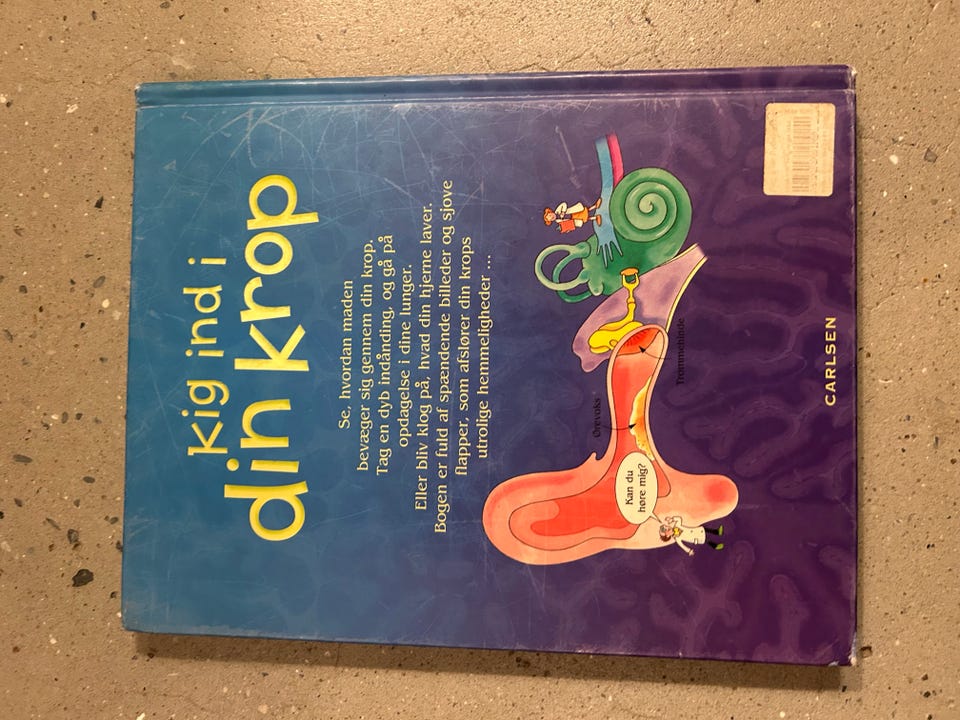 Kig ind i
din krop
Se, hvordan maden
bevæger sig gennem din krop.
Tag en dyb indånding, og gå på
opdagelse i dine lunger.
Eller bliv klog på, hvad din hjerne laver.
Bogen er fuld af spændende billeder og sjove
flapper, som afslører din krops
utrolige hemmeligheder ...
Ørevoks
Kan du
høre mig?
Trommehinde
CARLSEN